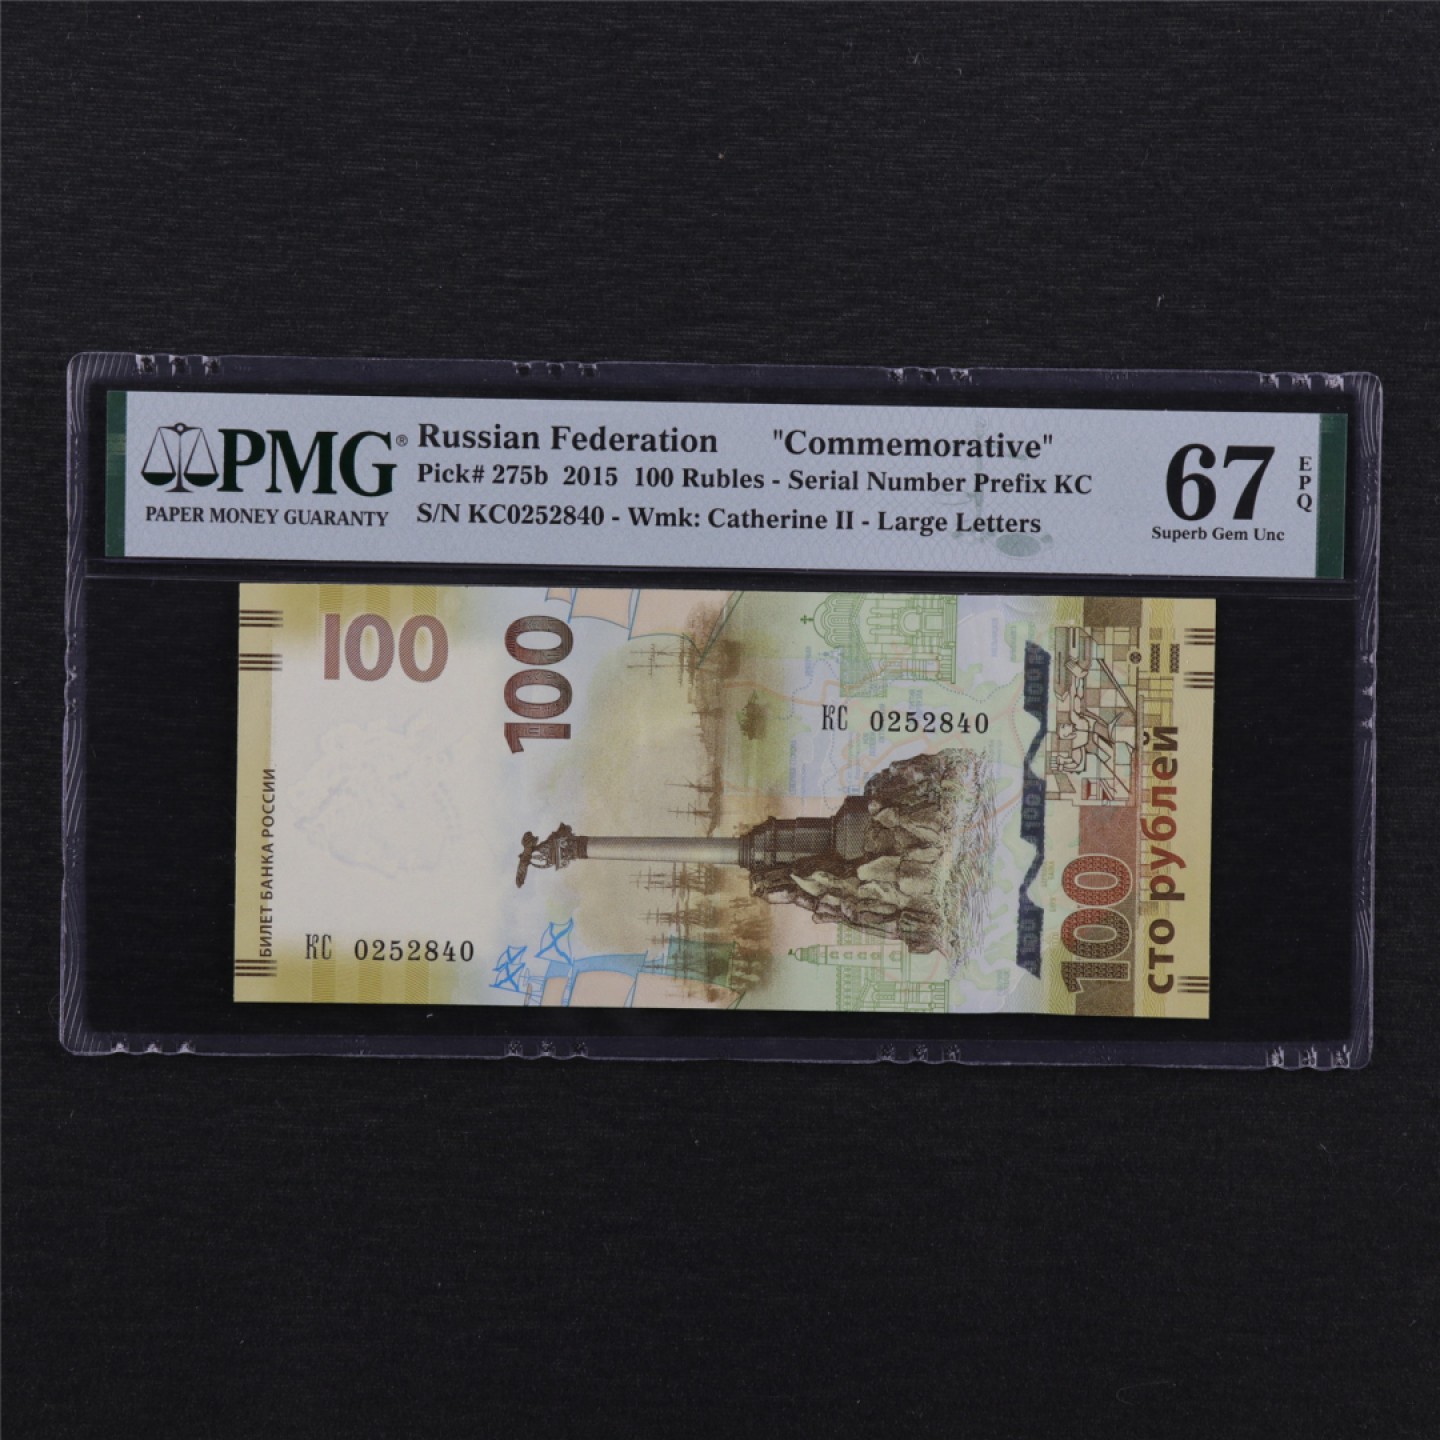 PMG®
PAPER MONEY GUARANTY
Russian Federation "Commemorative"
Pick# 275b 2015 100 Rubles - Serial Number Prefix KC
S/N KC0252840 - Wmk: Catherine II - Large Letters
67
Superb Gem Unc
EPQ
100
100
КС 0252840
БИЛЕТ БАНКА РОССИИ
КС 0252840
100
100
100
сто рублей